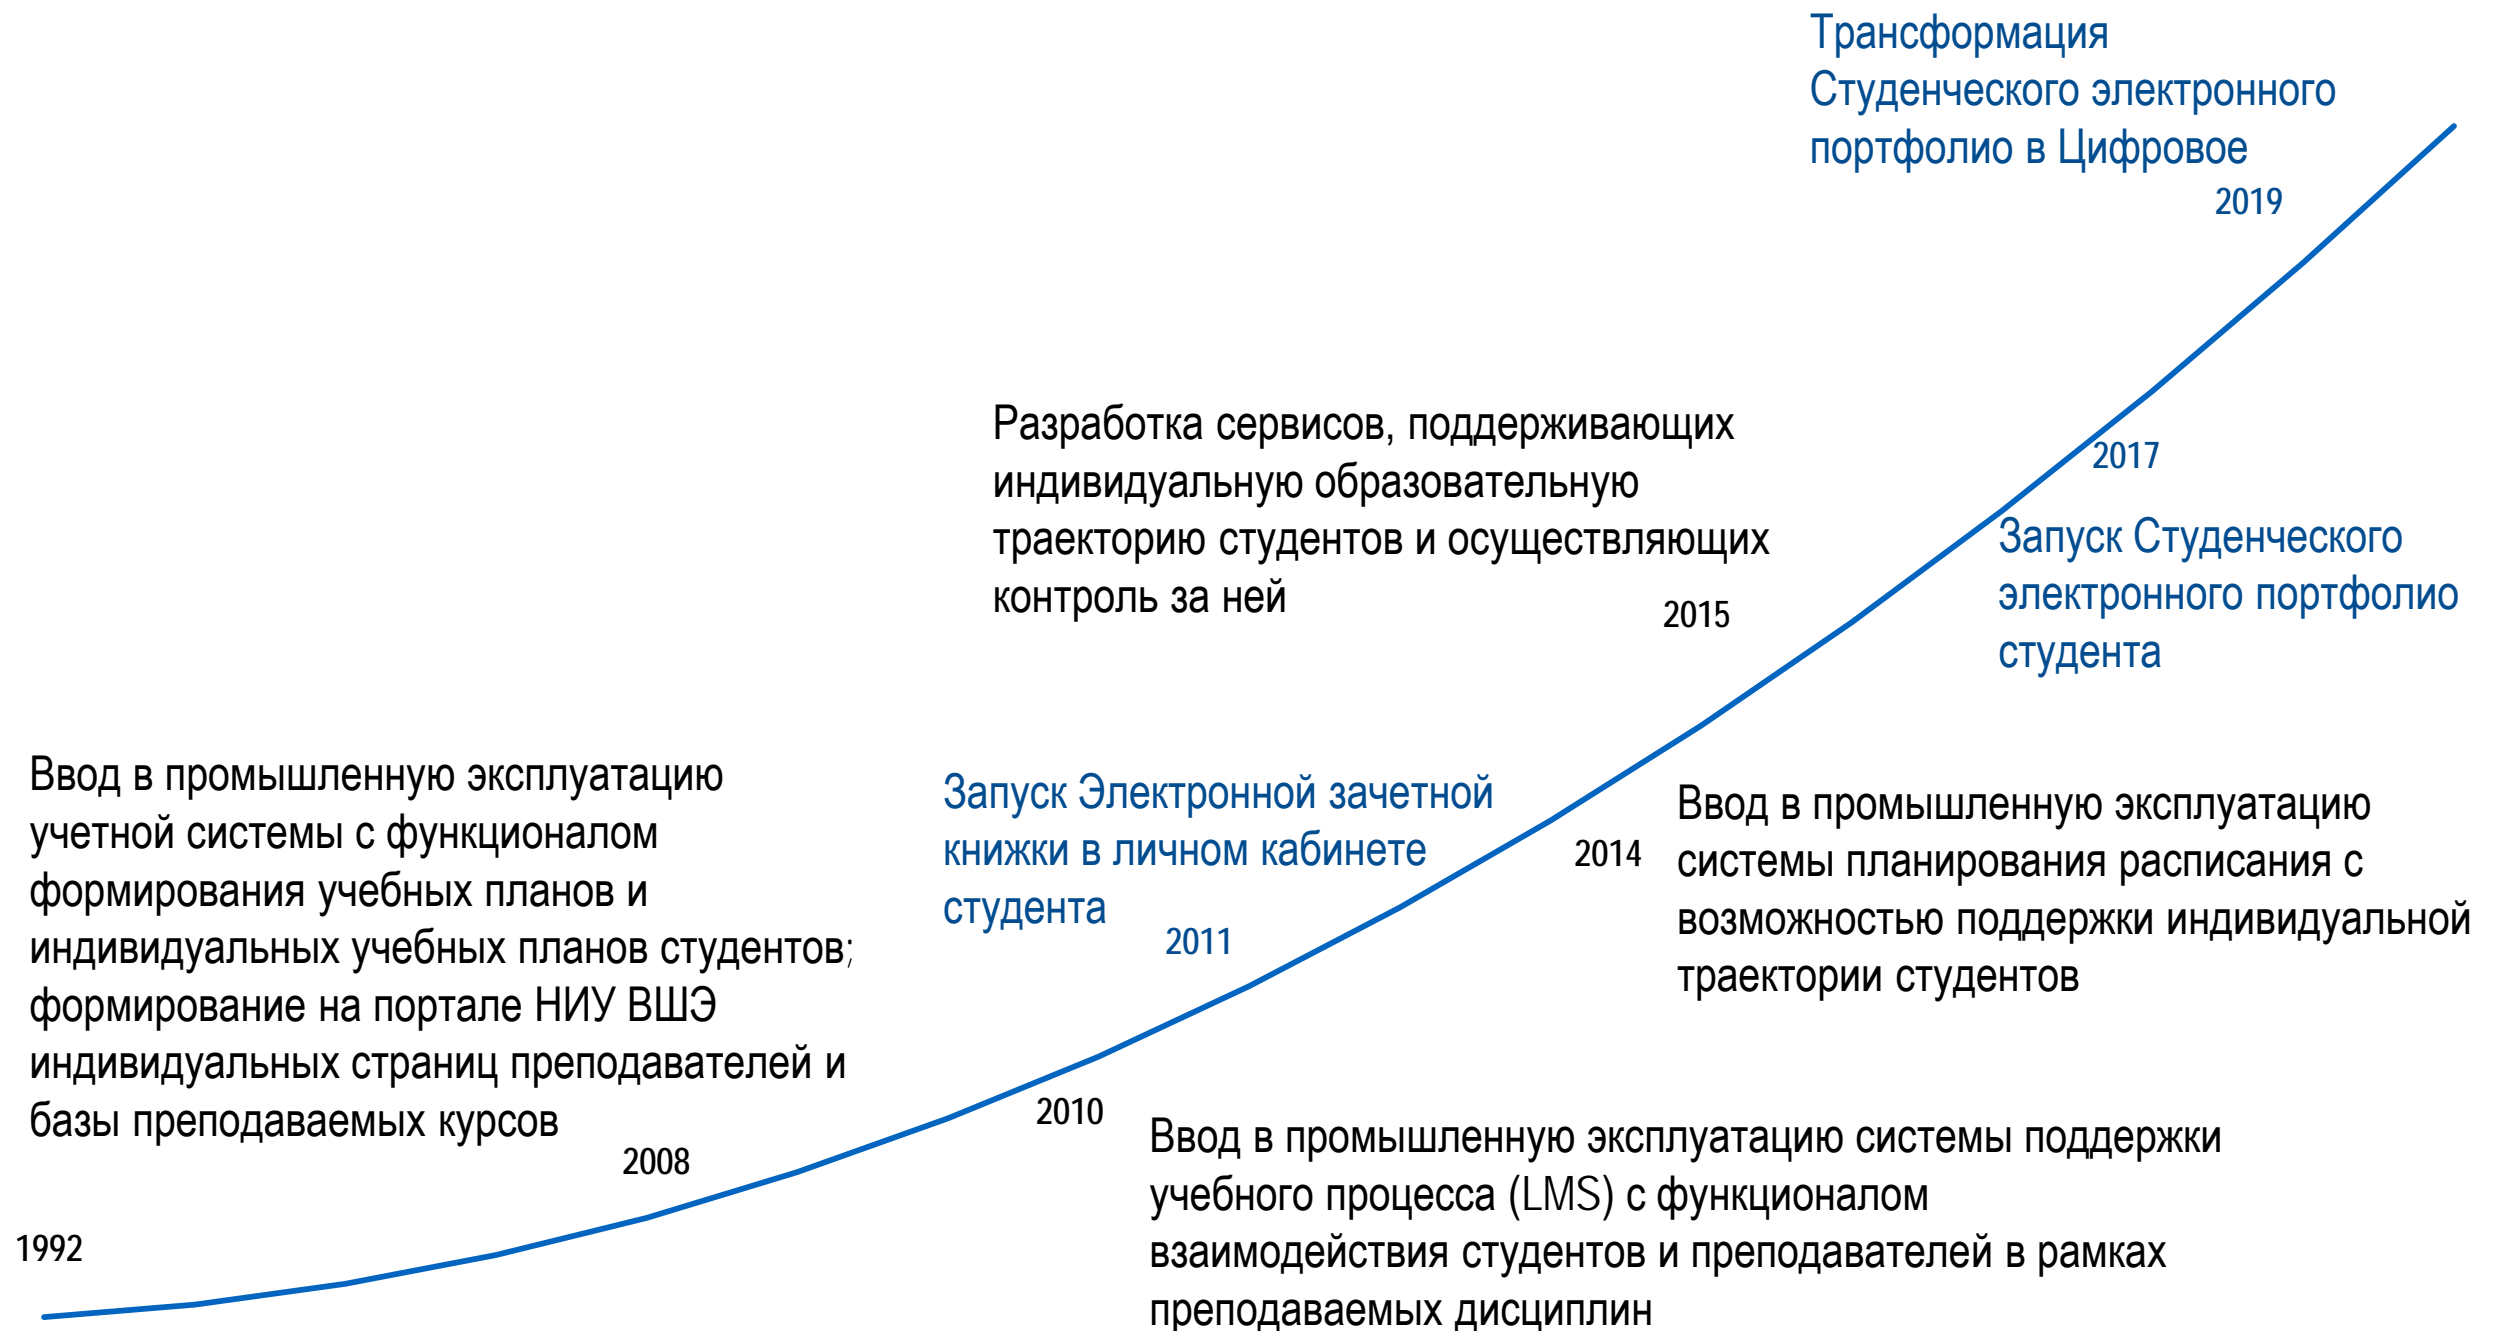 Трансформация
Студенческого электронного
портфолио в Цифровое
2019
Разработка сервисов, поддерживающих
индивидуальную образовательную
траекторию студентов и осуществляющих
контроль за ней
2015
2017
Запуск Студенческого
электронного портфолио
студента
Ввод в промышленную эксплуатацию
учетной системы с функционалом
формирования учебных планов и
индивидуальных учебных планов студентов;
формирование на портале НИУ ВШЭ
индивидуальных страниц преподавателей и
базы преподаваемых курсов
2008
Запуск Электронной зачетной
книжки в личном кабинете
студента
2011
2014
Ввод в промышленную эксплуатацию
системы планирования расписания с
возможностью поддержки индивидуальной
траектории студентов
2010
Ввод в промышленную эксплуатацию системы поддержки
учебного процесса (LMS) с функционалом
взаимодействия студентов и преподавателей в рамках
преподаваемых дисциплин
1992